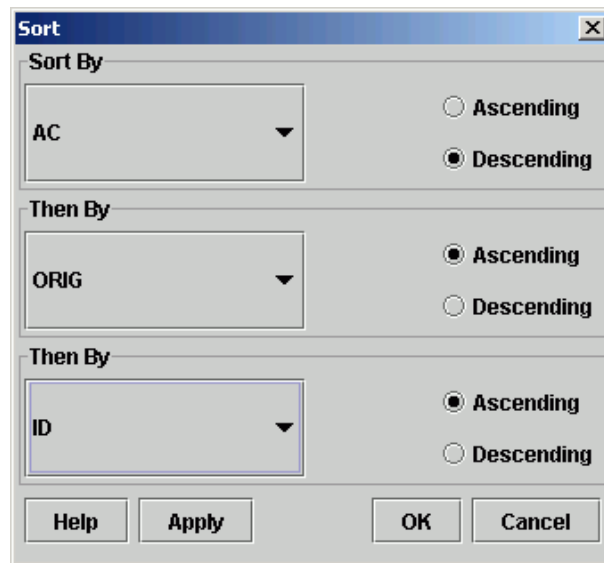 Sort
Sort By
AC
Ascending
Descending
Then By
ORIG
Ascending
Descending
Then By
ID
Ascending
Descending
Help Apply OK Cancel